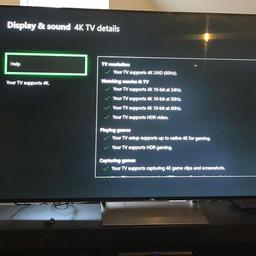 Display & sound 4K TV details
Help
Your TV supports 4K.
TV resolution
Your TV supports 4K UHD (60Hz).
Watching movies & TV
Your TV supports 4K 10-bit at 24Hz.
Your TV supports 4K 10-bit at 50Hz.
Your TV supports 4K 10-bit at 60Hz.
Your TV supports HDR video.
Playing games
Your TV setup supports up to native 4K for gaming.
Your TV supports HDR gaming.
Capturing games
Your TV supports capturing 4K game clips and screenshots.